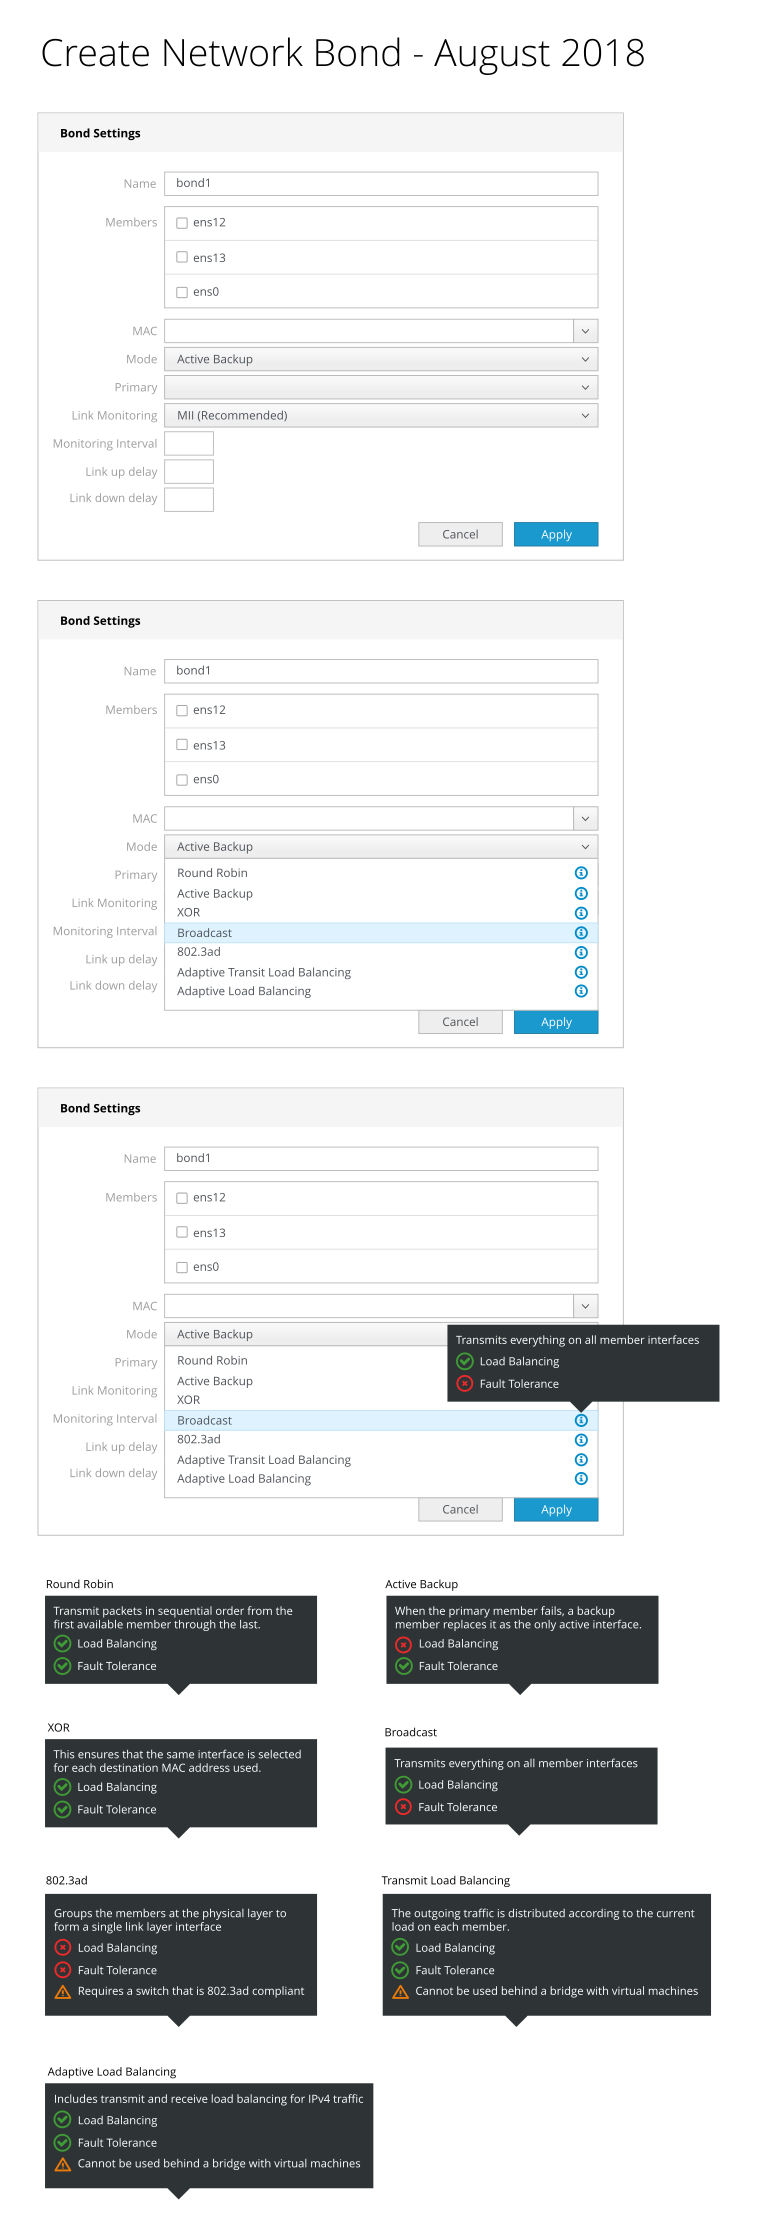 Create Network Bond - August 2018
Bond Settings
Name bond1
Members ens12
ens13
ens0
MAC
Mode Active Backup
Primary
Link Monitoring MII (Recommended)
Monitoring Interval
Link up delay
Link down delay
Cancel Apply
Bond Settings
Name bond1
Members ens12
ens13
ens0
MAC
Mode Active Backup
Primary Round Robin
Active Backup
Link Monitoring XOR
Monitoring Interval Broadcast
Link up delay 802.3ad
Adaptive Transit Load Balancing
Link down delay Adaptive Load Balancing
Cancel Apply
Bond Settings
Name bond1
Members ens12
ens13
ens0
MAC
Mode Active Backup
Transmits everything on all member interfaces
Load Balancing
Fault Tolerance
Primary Round Robin
Active Backup
Link Monitoring XOR
Monitoring Interval Broadcast
Link up delay 802.3ad
Adaptive Transit Load Balancing
Link down delay Adaptive Load Balancing
Cancel Apply
Round Robin
Transmit packets in sequential order from the
first available member through the last.
Load Balancing
Fault Tolerance
Active Backup
When the primary member fails, a backup
member replaces it as the only active interface.
Load Balancing
Fault Tolerance
XOR
This ensures that the same interface is selected
for each destination MAC address used.
Load Balancing
Fault Tolerance
Broadcast
Transmits everything on all member interfaces
Load Balancing
Fault Tolerance
802.3ad
Groups the members at the physical layer to
form a single link layer interface
Load Balancing
Fault Tolerance
Requires a switch that is 802.3ad compliant
Transmit Load Balancing
The outgoing traffic is distributed according to the current
load on each member.
Load Balancing
Fault Tolerance
Cannot be used behind a bridge with virtual machines
Adaptive Load Balancing
Includes transmit and receive load balancing for IPv4 traffic
Load Balancing
Fault Tolerance
Cannot be used behind a bridge with virtual machines